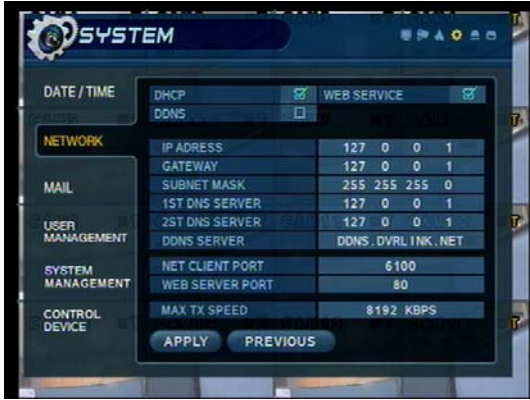 SYSTEM
DATE / TIME
NETWORK
MAIL
USER
MANAGEMENT
SYSTEM
MANAGEMENT
CONTROL
DEVICE
DHCP WEB SERVICE
DDNS
IP ADRESS 127 0 0 1
GATEWAY 127 0 0 1
SUBNET MASK 255 255 255 0
1ST DNS SERVER 127 0 0 1
2ST DNS SERVER 127 0 0 1
DDNS SERVER DDNS.DVRLINK.NET
NET CLIENT PORT 6100
WEB SERVER PORT 80
MAX TX SPEED 8192 KBPS
APPLY PREVIOUS